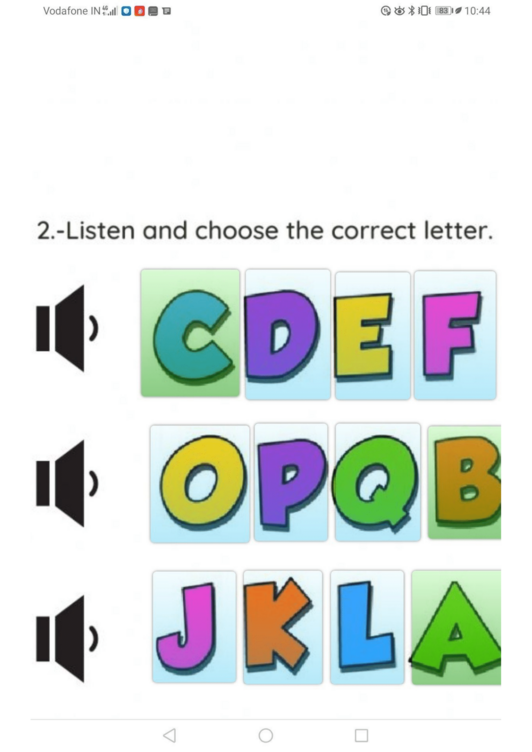 Vodafone IN 10:44
2.-Listen and choose the correct letter.
C D E F
O P Q B
J K L A